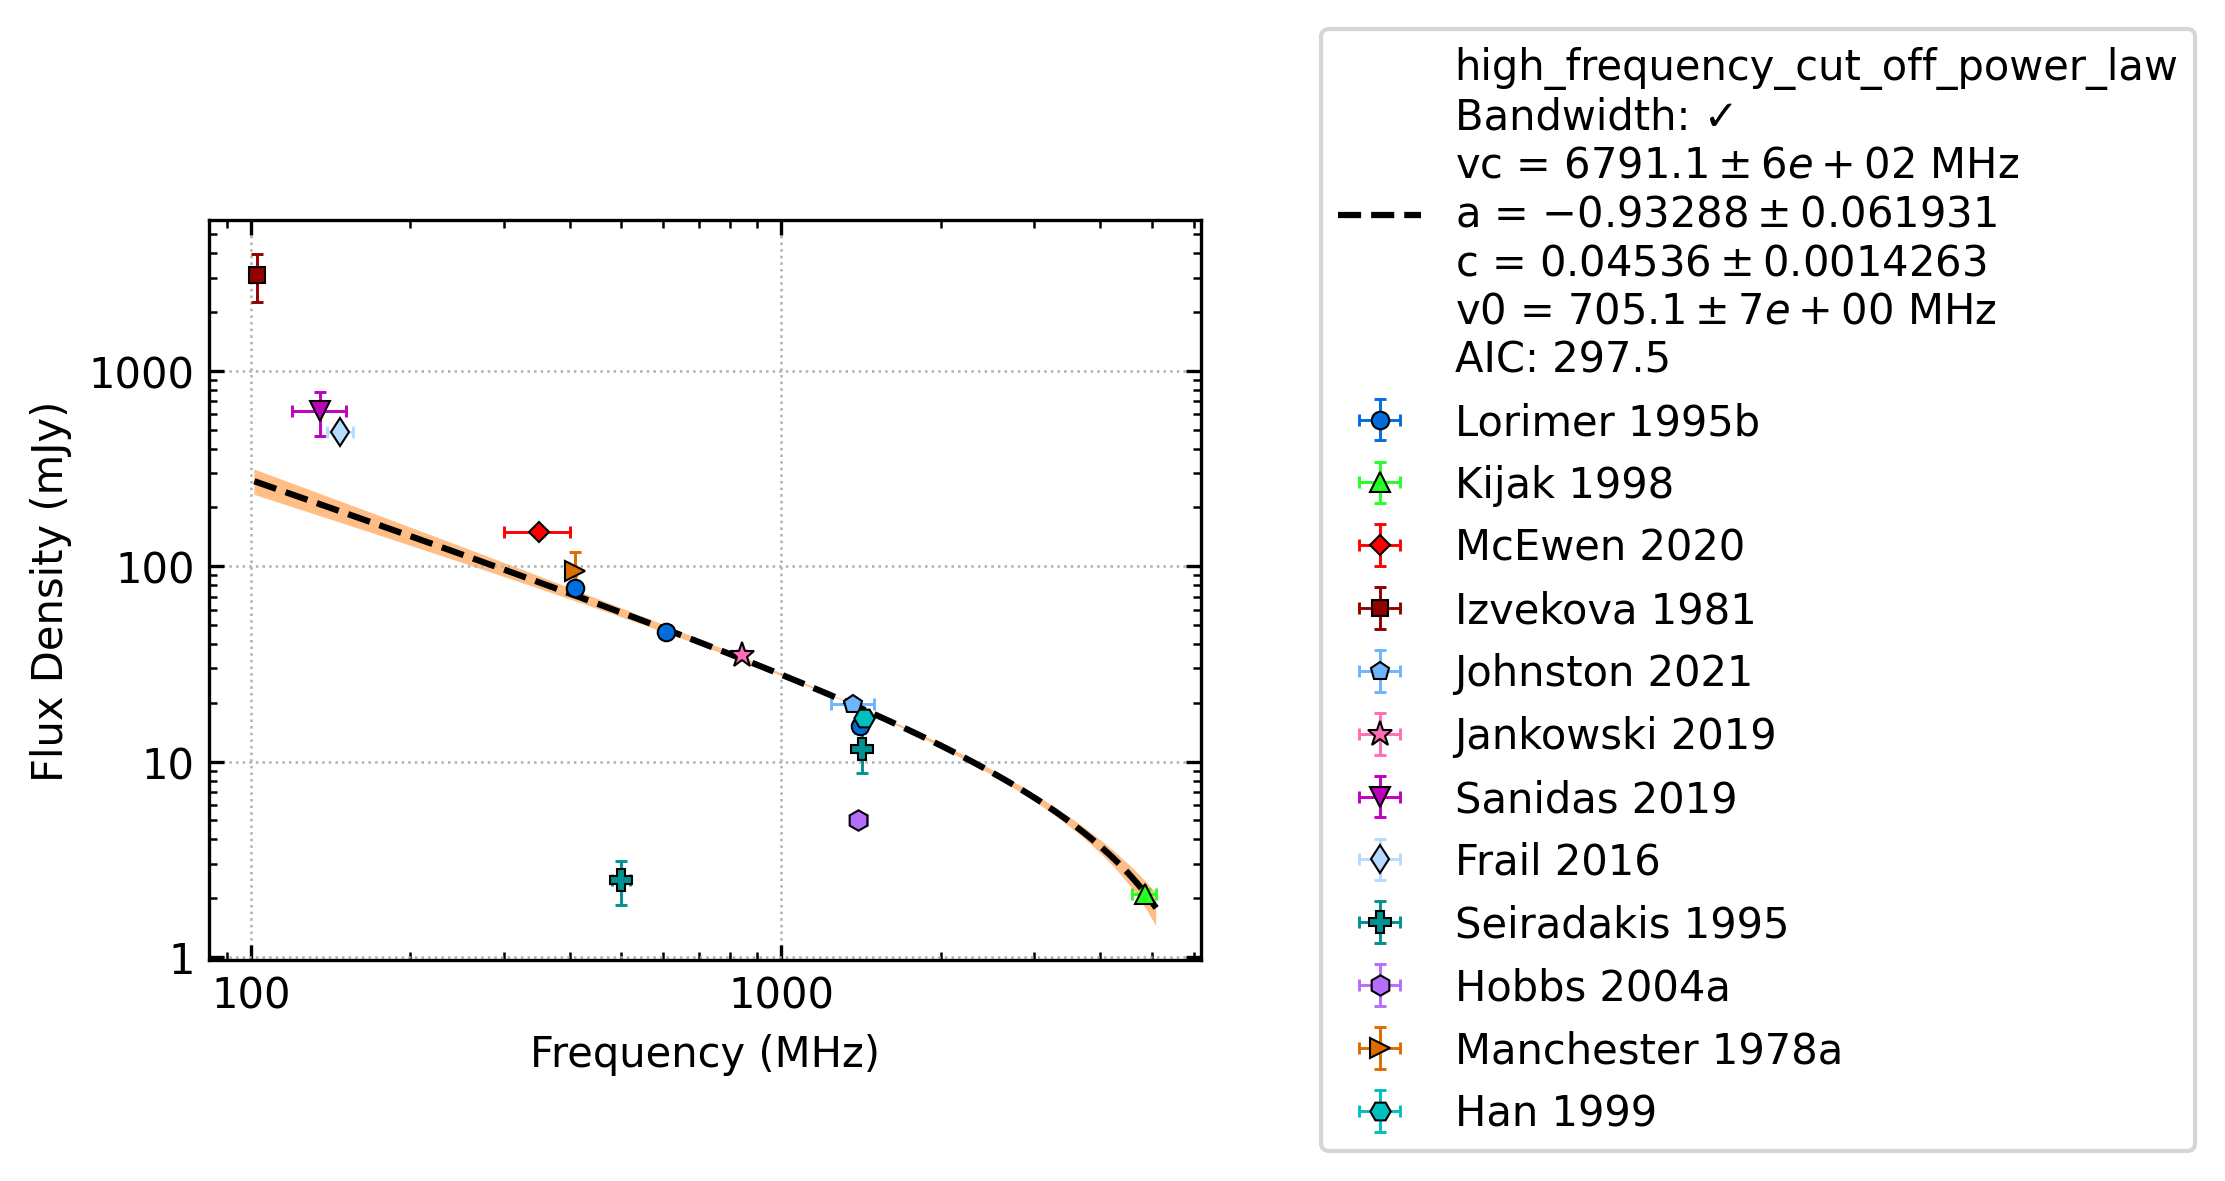 high_frequency_cut_off_power_law
Bandwidth: ✓
vc = 6791.1 ± 6e + 02 MHz
a = −0.93288 ± 0.061931
c = 0.04536 ± 0.0014263
v0 = 705.1 ± 7e + 00 MHz
AIC: 297.5
Lorimer 1995b
Kijak 1998
McEwen 2020
Izvekova 1981
Johnston 2021
Jankowski 2019
Sanidas 2019
Frail 2016
Seiradakis 1995
Hobbs 2004a
Manchester 1978a
Han 1999
Flux Density (mJy)
1000
100
10
1
100 1000
Frequency (MHz)